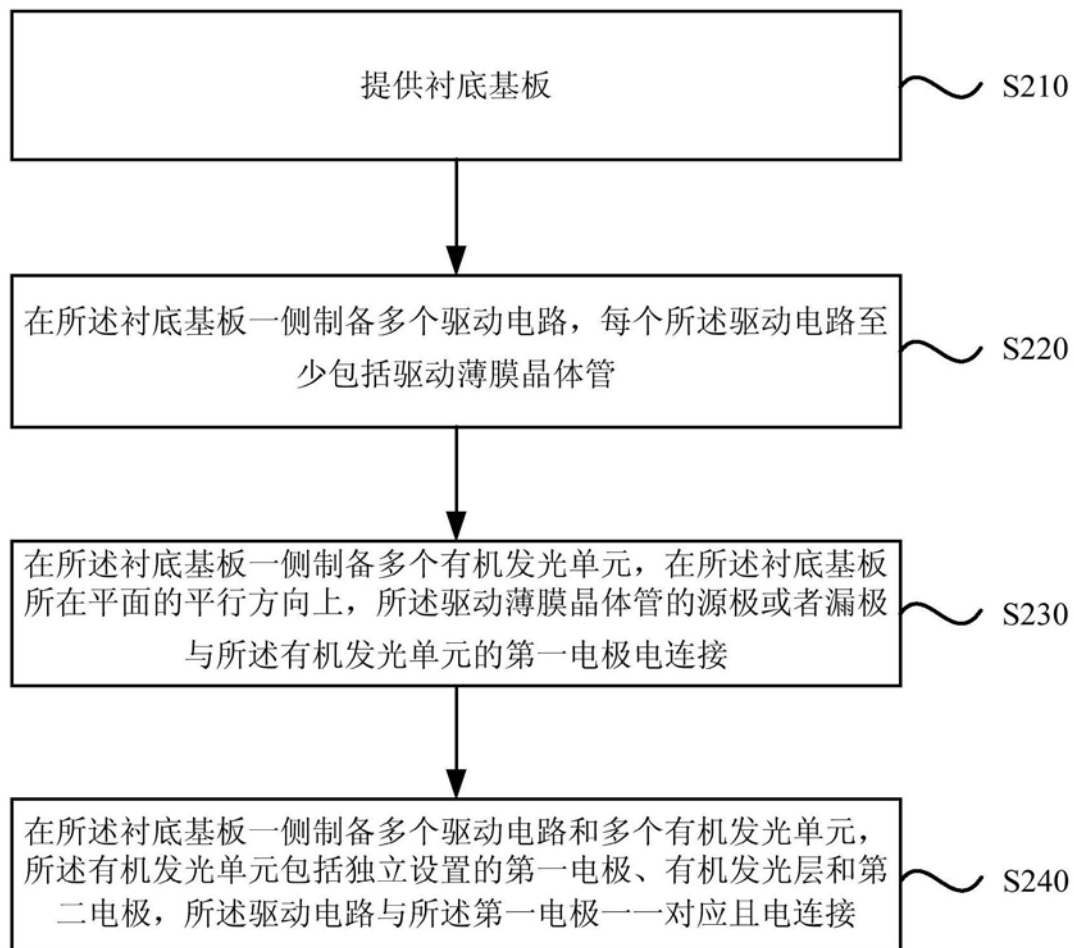 提供衬底基板
S210
在所述衬底基板一侧制备多个驱动电路，每个所述驱动电路至
少包括驱动薄膜晶体管
S220
在所述衬底基板一侧制备多个有机发光单元，在所述衬底基板
所在平面的平行方向上，所述驱动薄膜晶体管的源极或者漏极
与所述有机发光单元的第一电极电连接
S230
在所述衬底基板一侧制备多个驱动电路和多个有机发光单元，
所述有机发光单元包括独立设置的第一电极、有机发光层和第
二电极，所述驱动电路与所述第一电极一一对应且电连接
S240